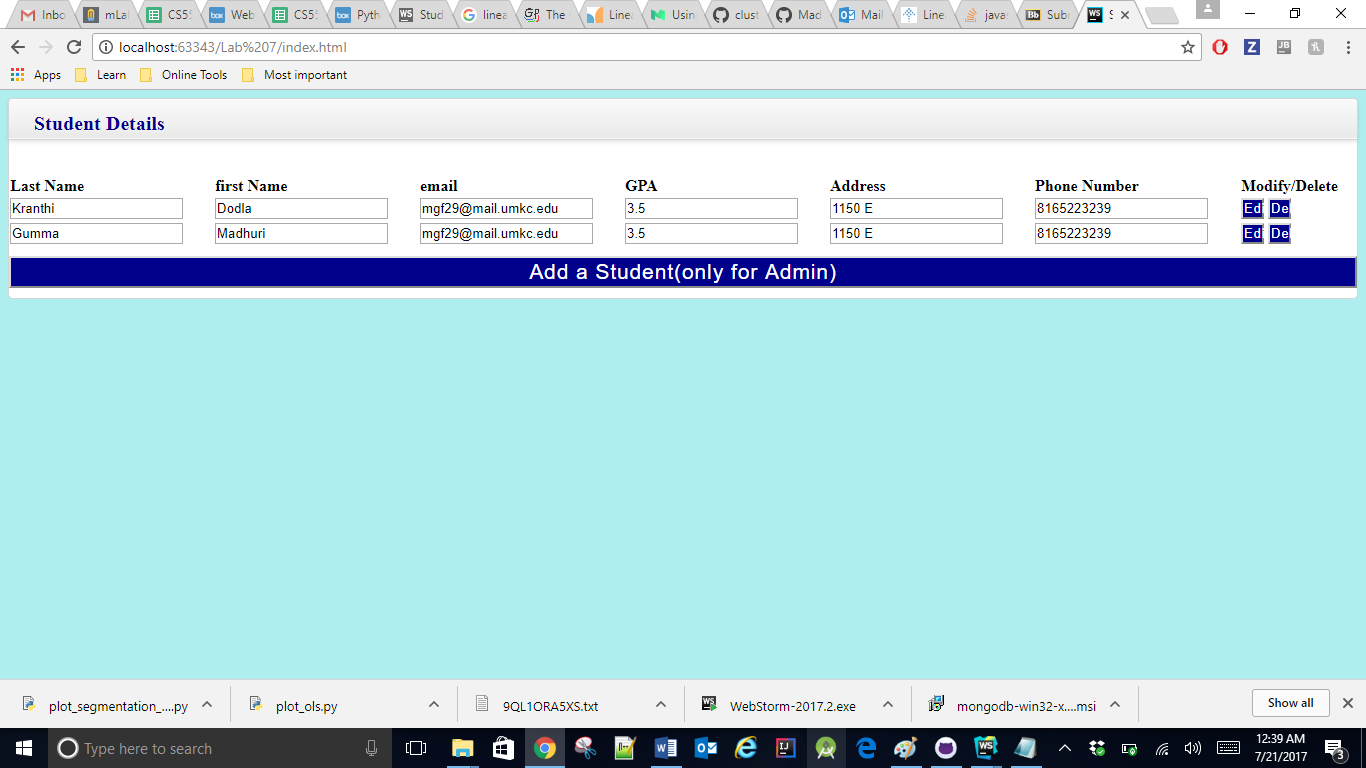 Inbo mLal CS5 Web CS5 Pyth Stud linea The Linea Usin clust Mad Mail Line java Subr S
localhost:63343/Lab%207/index.html
Apps Learn Online Tools Most important
Student Details
Last Name first Name email GPA Address Phone Number Modify/Delete
Kranthi Dodla mgf29@mail.umkc.edu 3.5 1150 E 8165223239 Ed De
Gumma Madhuri mgf29@mail.umkc.edu 3.5 1150 E 8165223239 Ed De
Add a Student(only for Admin)
plot_segmentation_....py plot_ols.py 9QL1ORA5XS.txt WebStorm-2017.2.exe mongodb-win32-x....msi Show all
Type here to search
12:39 AM
7/21/2017
3